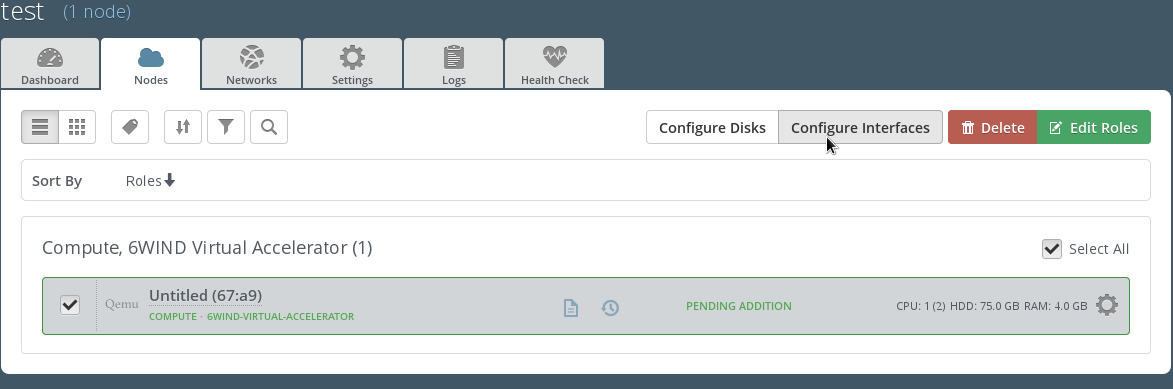 test (1 node)
Dashboard Nodes Networks Settings Logs Health Check
Configure Disks Configure Interfaces Delete Edit Roles
Sort By Roles
Compute, 6WIND Virtual Accelerator (1) Select All
Qemu Untitled (67:a9) PENDING ADDITION CPU: 1 (2) HDD: 75.0 GB RAM: 4.0 GB
COMPUTE · 6WIND-VIRTUAL-ACCELERATOR